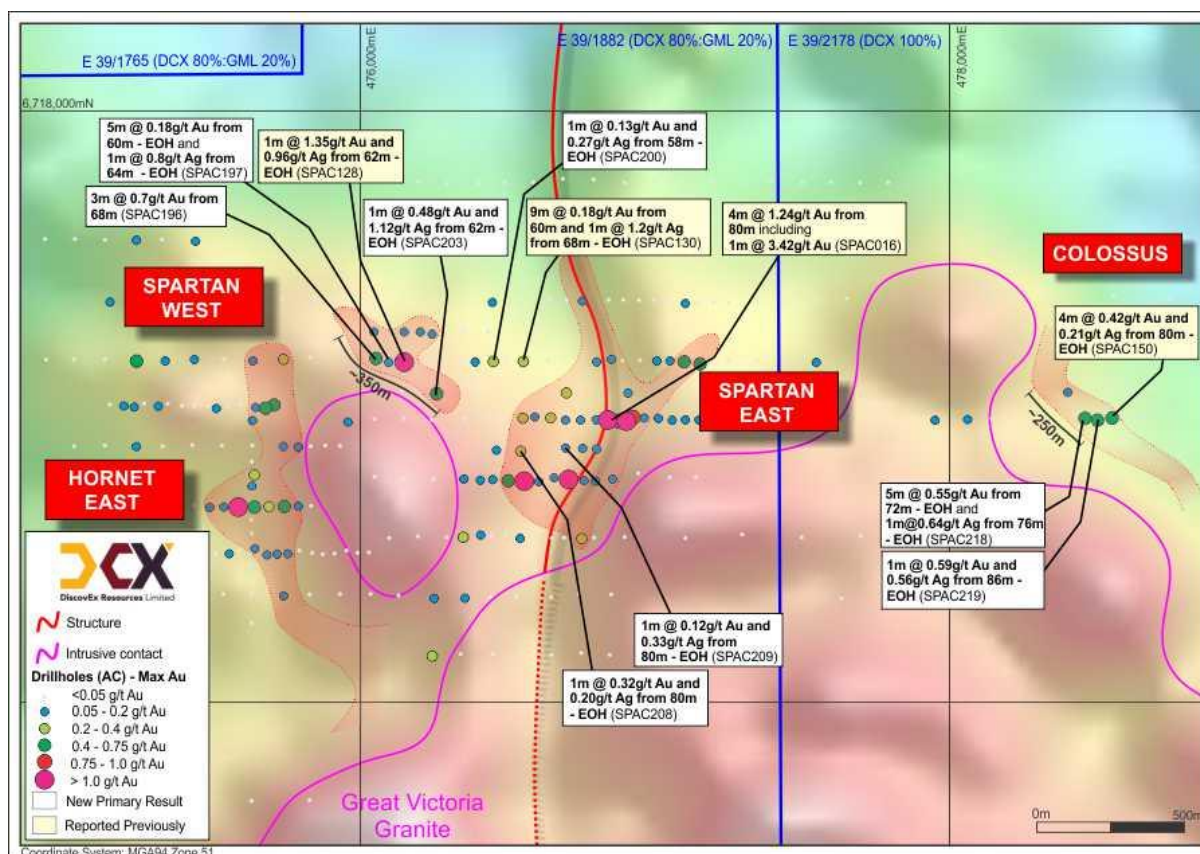 E 39/1765 (DCX 80%:GML 20%)
476,000mE
E 39/1882 (DCX 80%:GML 20%)
E 39/2178 (DCX 100%)
478,000mE
6,718,000mN
5m @ 0.18g/t Au from
60m - EOH and
1m @ 0.8g/t Ag from
64m - EOH (SPAC197)
1m @ 1.35g/t Au and
0.96g/t Ag from 62m -
EOH (SPAC128)
1m @ 0.13g/t Au and
0.27g/t Ag from 58m -
EOH (SPAC200)
3m @ 0.7g/t Au from
68m (SPAC196)
1m @ 0.48g/t Au and
1.12g/t Ag from 62m -
EOH (SPAC203)
9m @ 0.18g/t Au from
60m and 1m @ 1.2g/t Ag
from 68m - EOH (SPAC130)
4m @ 1.24g/t Au from
80m including
1m @ 3.42g/t Au (SPAC016)
COLOSSUS
SPARTAN
WEST
4m @ 0.42g/t Au and
0.21g/t Ag from 80m -
EOH (SPAC150)
~350m
SPARTAN
EAST
~250m
HORNET
EAST
5m @ 0.55g/t Au from
72m - EOH and
1m@0.64g/t Ag from 76m
- EOH (SPAC218)
1m @ 0.59g/t Au and
0.56g/t Ag from 86m -
EOH (SPAC219)
1m @ 0.12g/t Au and
0.33g/t Ag from
80m - EOH (SPAC209)
1m @ 0.32g/t Au and
0.20g/t Ag from 80m
- EOH (SPAC208)
DCX
DiscovEx Resources Limited
Structure
Intrusive contact
Drillholes (AC) - Max Au
<0.05 g/t Au
0.05 - 0.2 g/t Au
0.2 - 0.4 g/t Au
0.4 - 0.75 g/t Au
0.75 - 1.0 g/t Au
> 1.0 g/t Au
New Primary Result
Reported Previously
Great Victoria
Granite
0m
500m
Coordinate System: MGA94 Zone 51